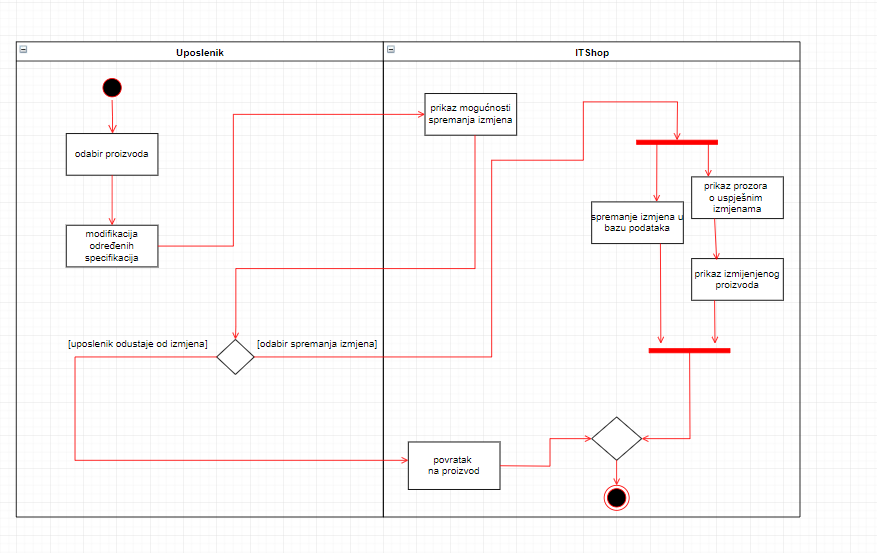 Uposlenik
ITShop
odabir proizvoda
modifikacija
određenih
specifikacija
prikaz mogućnosti
spremanja izmjena
[uposlenik odustaje od izmjena]
[odabir spremanja izmjena]
prikaz prozora
o uspješnim
izmjenama
spremanje izmjena u
bazu podataka
prikaz izmijenjenog
proizvoda
povratak
na proizvod